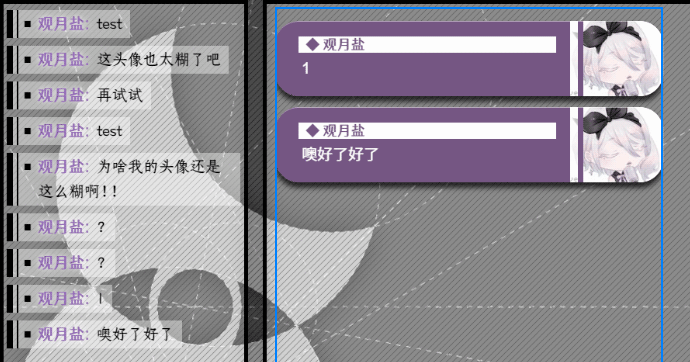 观月盐: test
观月盐: 这头像也太糊了吧
观月盐: 再试试
观月盐: test
观月盐: 为啥我的头像还是
这么糊啊!!
观月盐: ?
观月盐: ?
观月盐: 1
观月盐: 噢好了好了
◆ 观月盐
1
◆ 观月盐
噢好了好了